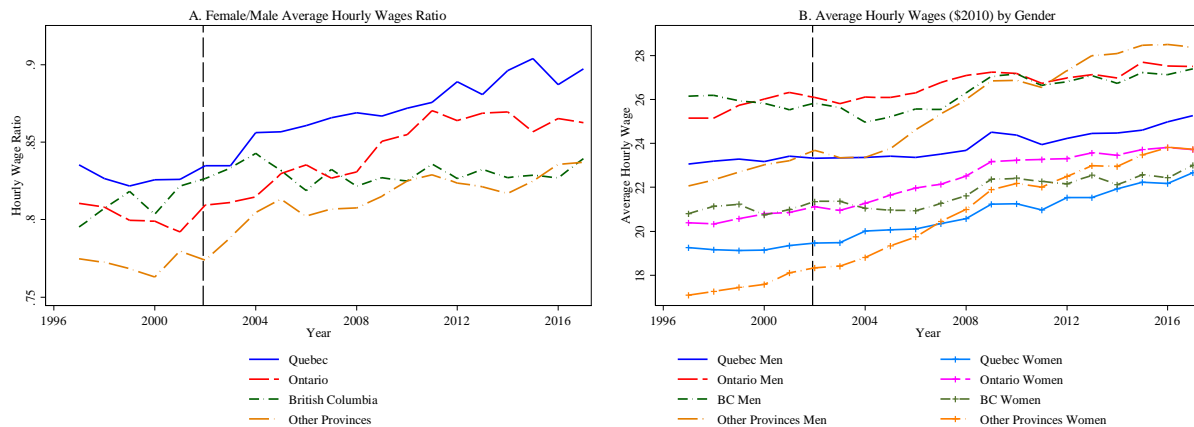 A. Female/Male Average Hourly Wages Ratio
Hourly Wage Ratio
.9
.85
.8
.75
1996
2000
2004
2008
2012
2016
Year
Quebec
Ontario
British Columbia
Other Provinces
B. Average Hourly Wages ($2010) by Gender
Average Hourly Wage
28
26
24
22
20
18
1996
2000
2004
2008
2012
2016
Year
Quebec Men
Quebec Women
Ontario Men
Ontario Women
BC Men
BC Women
Other Provinces Men
Other Provinces Women